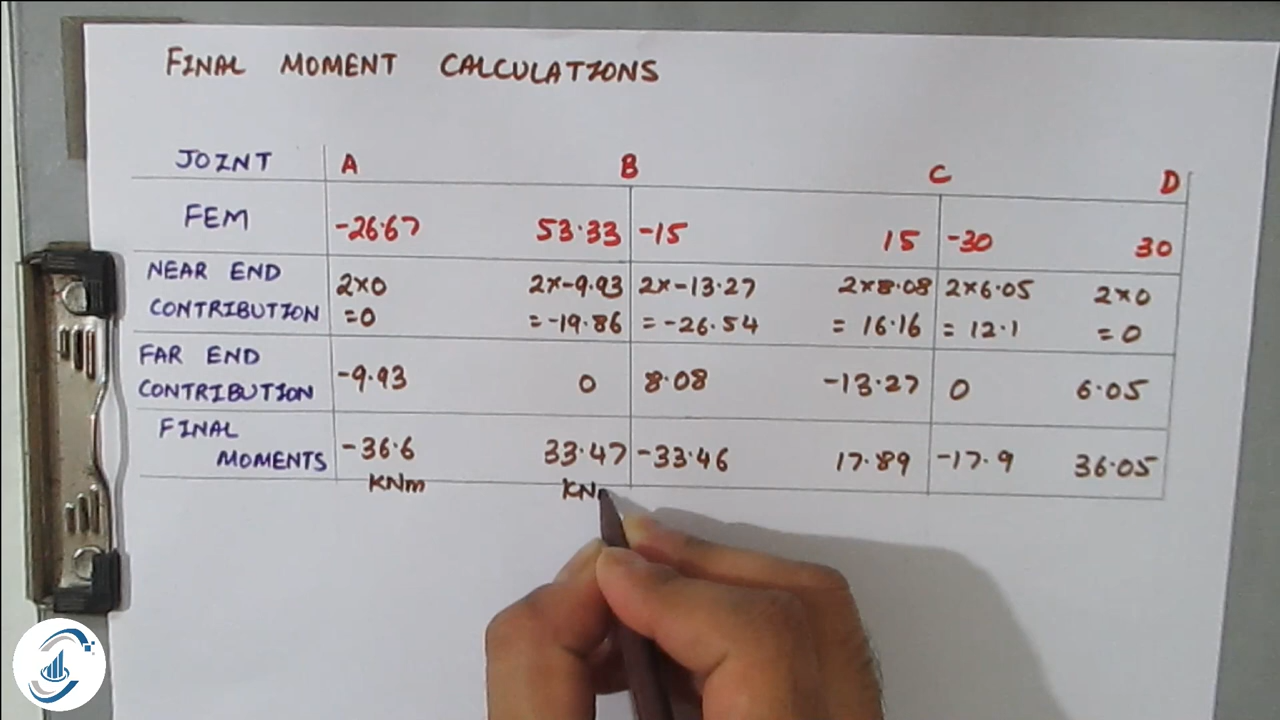 FINAL MOMENT CALCULATIONS
JOINT A B C D
FEM -26.67 53.33 -15 15 -30 30
NEAR END 2×0 2×-9.93 2×-13.27 2×8.08 2×6.05 2×0
CONTRIBUTION =0 =-19.86 = -26.54 = 16.16 = 12.1 =0
FAR END
CONTRIBUTION -9.93 0 8.08 -13.27 0 6.05
FINAL
MOMENTS -36.6 33.47 -33.46 17.89 -17.9 36.05
KNm KN